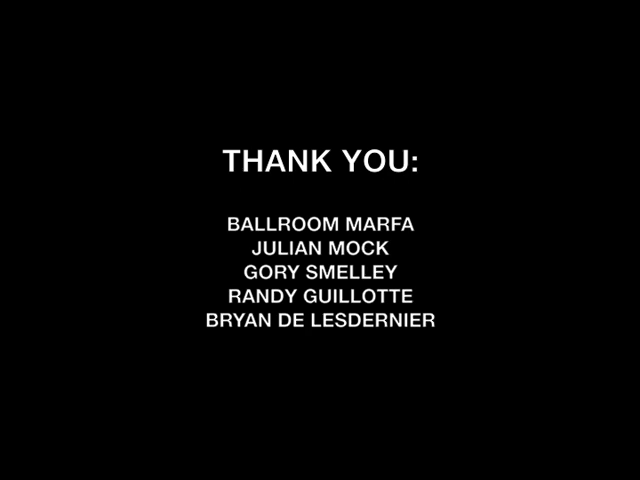 THANK YOU:
BALLROOM MARFA
JULIAN MOCK
GORY SMELLEY
RANDY GUILLOTTE
BRYAN DE LESDERNIER